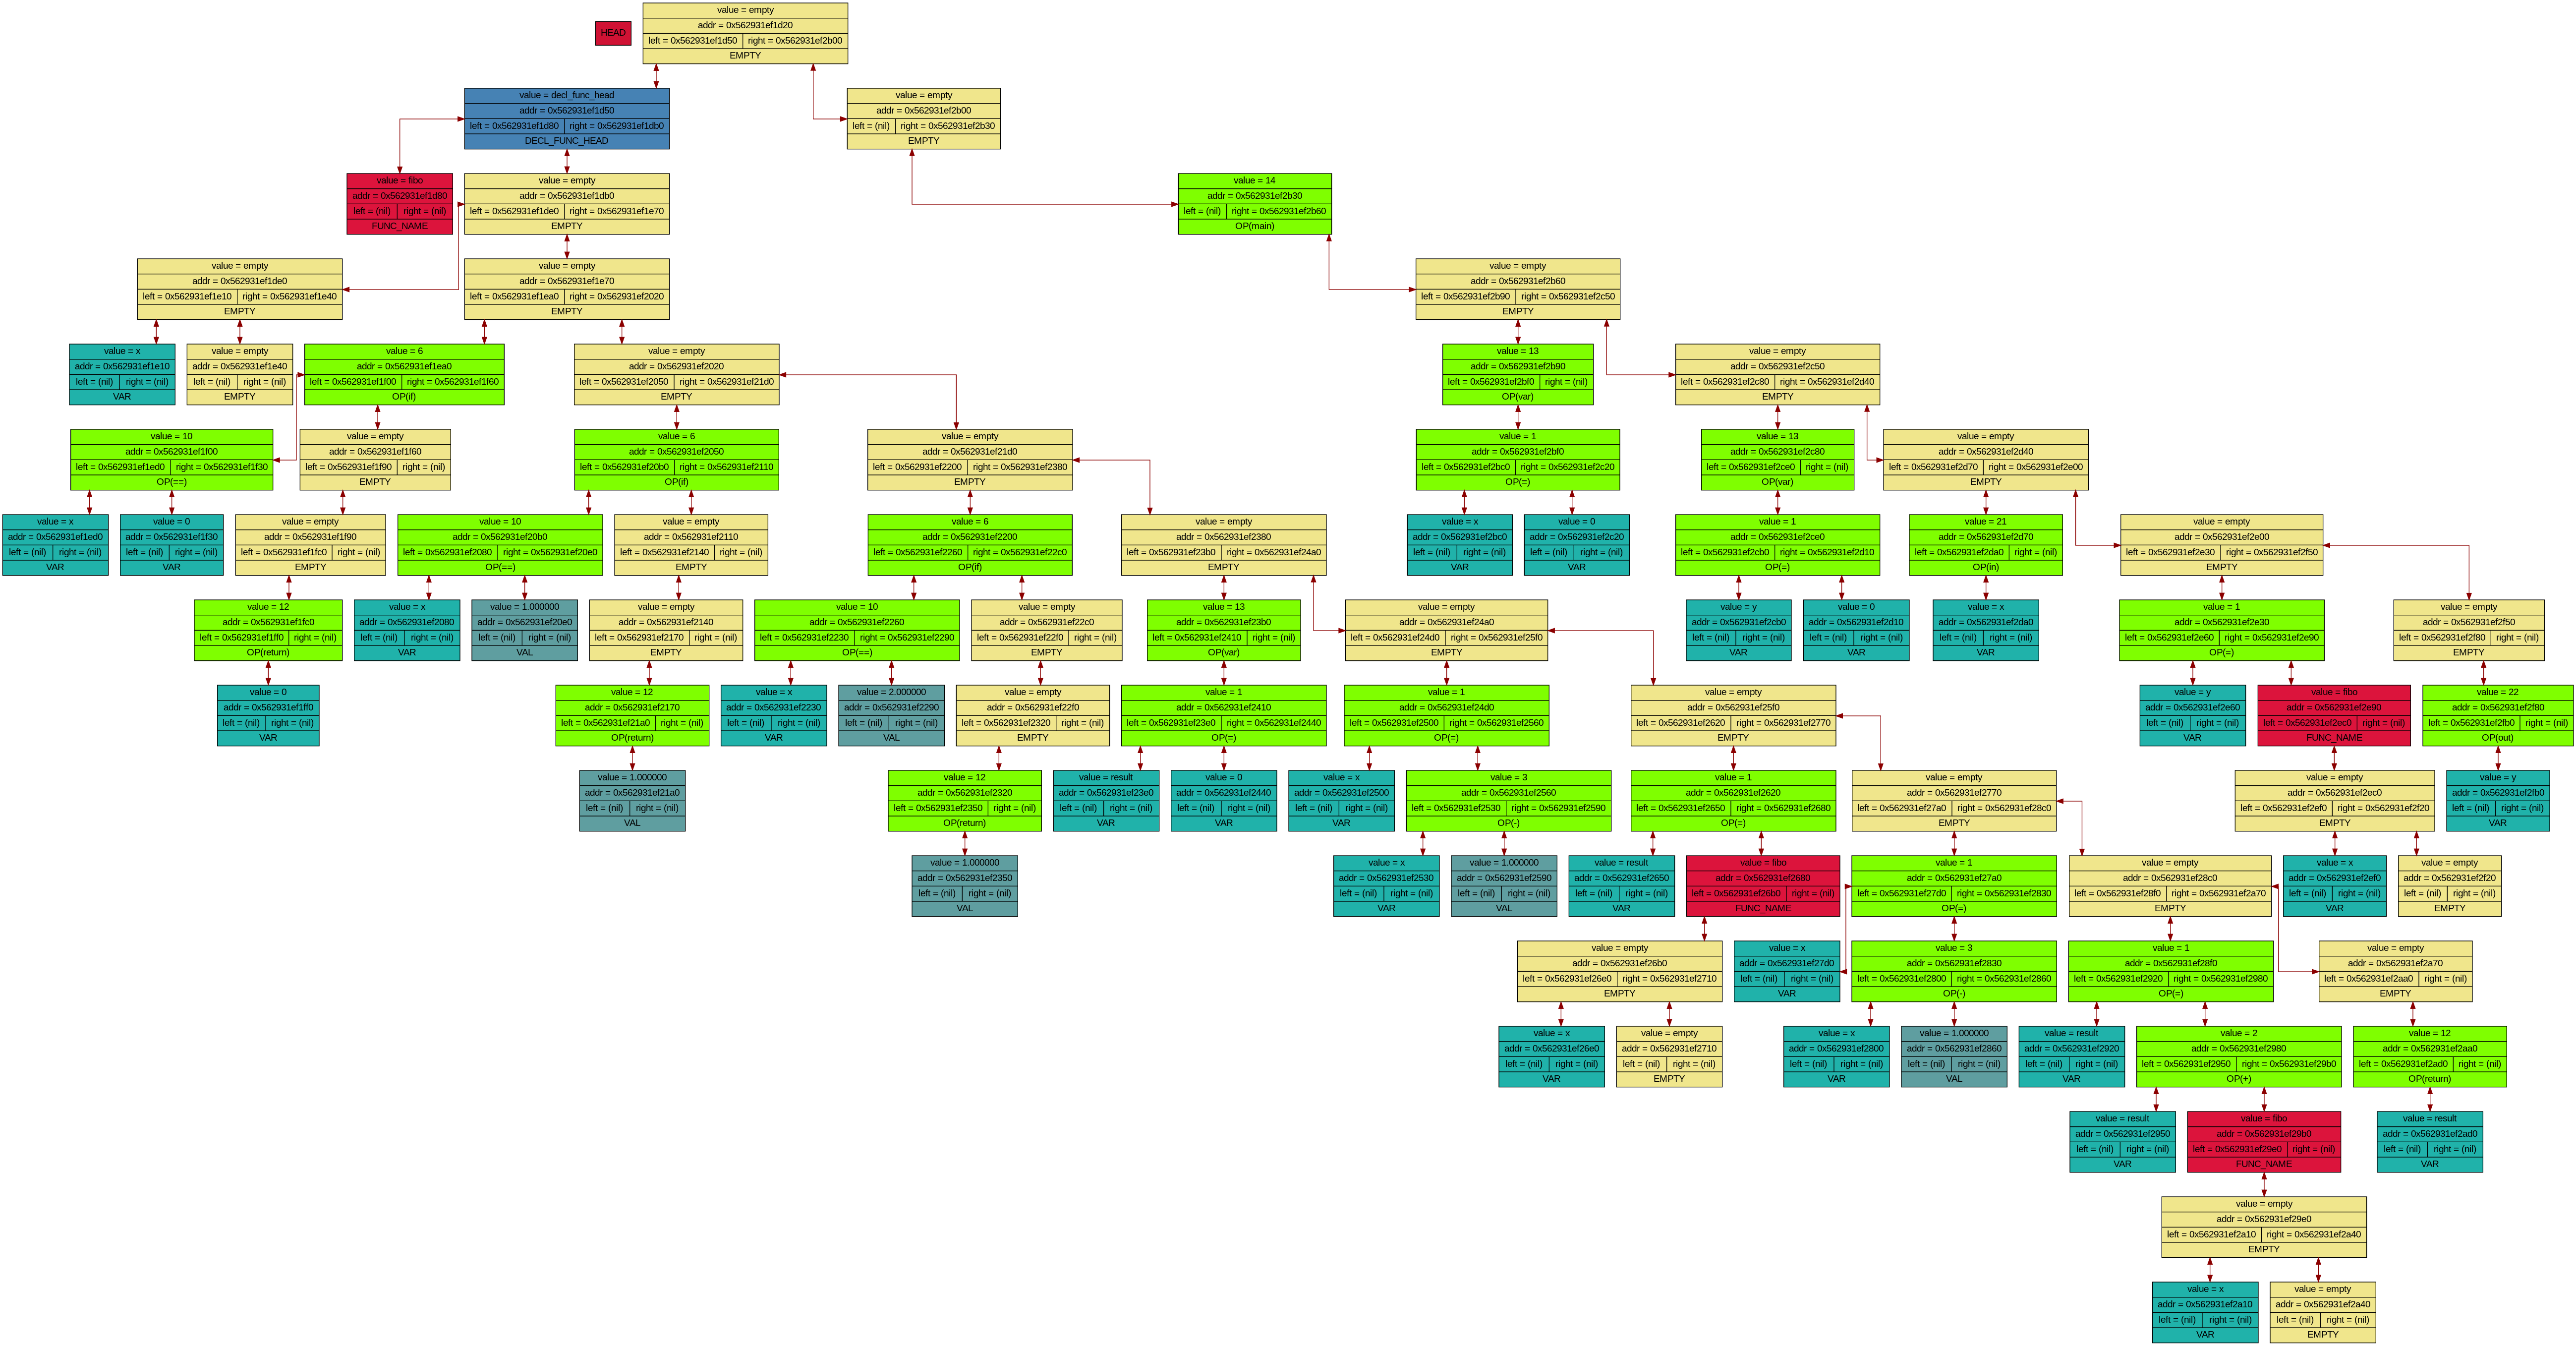 HEAD
value = empty
addr = 0x562931ef1d20
left = 0x562931ef1d50 right = 0x562931ef2b00
EMPTY
value = decl_func_head
addr = 0x562931ef1d50
left = 0x562931ef1d80 right = 0x562931ef1db0
DECL_FUNC_HEAD
value = empty
addr = 0x562931ef2b00
left = (nil) right = 0x562931ef2b30
EMPTY
value = fibo
addr = 0x562931ef1d80
left = (nil) right = (nil)
FUNC_NAME
value = empty
addr = 0x562931ef1db0
left = 0x562931ef1de0 right = 0x562931ef1e70
EMPTY
value = 14
addr = 0x562931ef2b30
left = (nil) right = 0x562931ef2b60
OP(main)
value = empty
addr = 0x562931ef1de0
left = 0x562931ef1e10 right = 0x562931ef1e40
EMPTY
value = empty
addr = 0x562931ef1e70
left = 0x562931ef1ea0 right = 0x562931ef2020
EMPTY
value = empty
addr = 0x562931ef2b60
left = 0x562931ef2b90 right = 0x562931ef2c50
EMPTY
value = x
addr = 0x562931ef1e10
left = (nil) right = (nil)
VAR
value = empty
addr = 0x562931ef1e40
left = (nil) right = (nil)
EMPTY
value = 6
addr = 0x562931ef1ea0
left = 0x562931ef1f00 right = 0x562931ef1f60
OP(if)
value = empty
addr = 0x562931ef2020
left = 0x562931ef2050 right = 0x562931ef21d0
EMPTY
value = 13
addr = 0x562931ef2b90
left = 0x562931ef2bf0 right = (nil)
OP(var)
value = empty
addr = 0x562931ef2c50
left = 0x562931ef2c80 right = 0x562931ef2d40
EMPTY
value = 10
addr = 0x562931ef1f00
left = 0x562931ef1ed0 right = 0x562931ef1f30
OP(==)
value = empty
addr = 0x562931ef1f60
left = 0x562931ef1f90 right = (nil)
EMPTY
value = 6
addr = 0x562931ef2050
left = 0x562931ef20b0 right = 0x562931ef2110
OP(if)
value = empty
addr = 0x562931ef21d0
left = 0x562931ef2200 right = 0x562931ef2380
EMPTY
value = 1
addr = 0x562931ef2bf0
left = 0x562931ef2bc0 right = 0x562931ef2c20
OP(=)
value = 13
addr = 0x562931ef2c80
left = 0x562931ef2ce0 right = (nil)
OP(var)
value = empty
addr = 0x562931ef2d40
left = 0x562931ef2d70 right = 0x562931ef2e00
EMPTY
value = x
addr = 0x562931ef1ed0
left = (nil) right = (nil)
VAR
value = 0
addr = 0x562931ef1f30
left = (nil) right = (nil)
VAR
value = empty
addr = 0x562931ef1f90
left = 0x562931ef1fc0 right = (nil)
EMPTY
value = 10
addr = 0x562931ef20b0
left = 0x562931ef2080 right = 0x562931ef20e0
OP(==)
value = empty
addr = 0x562931ef2110
left = 0x562931ef2140 right = (nil)
EMPTY
value = 6
addr = 0x562931ef2200
left = 0x562931ef2260 right = 0x562931ef22c0
OP(if)
value = empty
addr = 0x562931ef2380
left = 0x562931ef23b0 right = 0x562931ef24a0
EMPTY
value = x
addr = 0x562931ef2bc0
left = (nil) right = (nil)
VAR
value = 0
addr = 0x562931ef2c20
left = (nil) right = (nil)
VAR
value = 1
addr = 0x562931ef2ce0
left = 0x562931ef2cb0 right = 0x562931ef2d10
OP(=)
value = 21
addr = 0x562931ef2d70
left = 0x562931ef2da0 right = (nil)
OP(in)
value = empty
addr = 0x562931ef2e00
left = 0x562931ef2e30 right = 0x562931ef2f50
EMPTY
value = 12
addr = 0x562931ef1fc0
left = 0x562931ef1ff0 right = (nil)
OP(return)
value = x
addr = 0x562931ef2080
left = (nil) right = (nil)
VAR
value = 1.000000
addr = 0x562931ef20e0
left = (nil) right = (nil)
VAL
value = empty
addr = 0x562931ef2140
left = 0x562931ef2170 right = (nil)
EMPTY
value = 10
addr = 0x562931ef2260
left = 0x562931ef2230 right = 0x562931ef2290
OP(==)
value = empty
addr = 0x562931ef22c0
left = 0x562931ef22f0 right = (nil)
EMPTY
value = 13
addr = 0x562931ef23b0
left = 0x562931ef2410 right = (nil)
OP(var)
value = empty
addr = 0x562931ef24a0
left = 0x562931ef24d0 right = 0x562931ef25f0
EMPTY
value = y
addr = 0x562931ef2cb0
left = (nil) right = (nil)
VAR
value = 0
addr = 0x562931ef2d10
left = (nil) right = (nil)
VAR
value = x
addr = 0x562931ef2da0
left = (nil) right = (nil)
VAR
value = 1
addr = 0x562931ef2e30
left = 0x562931ef2e60 right = 0x562931ef2e90
OP(=)
value = empty
addr = 0x562931ef2f50
left = 0x562931ef2f80 right = (nil)
EMPTY
value = 0
addr = 0x562931ef1ff0
left = (nil) right = (nil)
VAR
value = 12
addr = 0x562931ef2170
left = 0x562931ef21a0 right = (nil)
OP(return)
value = x
addr = 0x562931ef2230
left = (nil) right = (nil)
VAR
value = 2.000000
addr = 0x562931ef2290
left = (nil) right = (nil)
VAL
value = empty
addr = 0x562931ef22f0
left = 0x562931ef2320 right = (nil)
EMPTY
value = 1
addr = 0x562931ef2410
left = 0x562931ef23e0 right = 0x562931ef2440
OP(=)
value = 1
addr = 0x562931ef24d0
left = 0x562931ef2500 right = 0x562931ef2560
OP(=)
value = empty
addr = 0x562931ef25f0
left = 0x562931ef2620 right = 0x562931ef2770
EMPTY
value = y
addr = 0x562931ef2e60
left = (nil) right = (nil)
VAR
value = fibo
addr = 0x562931ef2e90
left = 0x562931ef2ec0 right = (nil)
FUNC_NAME
value = 22
addr = 0x562931ef2f80
left = 0x562931ef2fb0 right = (nil)
OP(out)
value = 1.000000
addr = 0x562931ef21a0
left = (nil) right = (nil)
VAL
value = 12
addr = 0x562931ef2320
left = 0x562931ef2350 right = (nil)
OP(return)
value = result
addr = 0x562931ef23e0
left = (nil) right = (nil)
VAR
value = 0
addr = 0x562931ef2440
left = (nil) right = (nil)
VAR
value = x
addr = 0x562931ef2500
left = (nil) right = (nil)
VAR
value = 3
addr = 0x562931ef2560
left = 0x562931ef2530 right = 0x562931ef2590
OP(-)
value = 1
addr = 0x562931ef2620
left = 0x562931ef2650 right = 0x562931ef2680
OP(=)
value = empty
addr = 0x562931ef2770
left = 0x562931ef27a0 right = 0x562931ef28c0
EMPTY
value = empty
addr = 0x562931ef2ec0
left = 0x562931ef2ef0 right = 0x562931ef2f20
EMPTY
value = y
addr = 0x562931ef2fb0
left = (nil) right = (nil)
VAR
value = 1.000000
addr = 0x562931ef2350
left = (nil) right = (nil)
VAL
value = x
addr = 0x562931ef2530
left = (nil) right = (nil)
VAR
value = 1.000000
addr = 0x562931ef2590
left = (nil) right = (nil)
VAL
value = result
addr = 0x562931ef2650
left = (nil) right = (nil)
VAR
value = fibo
addr = 0x562931ef2680
left = 0x562931ef26b0 right = (nil)
FUNC_NAME
value = 1
addr = 0x562931ef27a0
left = 0x562931ef27d0 right = 0x562931ef2830
OP(=)
value = empty
addr = 0x562931ef28c0
left = 0x562931ef28f0 right = 0x562931ef2a70
EMPTY
value = x
addr = 0x562931ef2ef0
left = (nil) right = (nil)
VAR
value = empty
addr = 0x562931ef2f20
left = (nil) right = (nil)
EMPTY
value = empty
addr = 0x562931ef26b0
left = 0x562931ef26e0 right = 0x562931ef2710
EMPTY
value = x
addr = 0x562931ef27d0
left = (nil) right = (nil)
VAR
value = 3
addr = 0x562931ef2830
left = 0x562931ef2800 right = 0x562931ef2860
OP(-)
value = 1
addr = 0x562931ef28f0
left = 0x562931ef2920 right = 0x562931ef2980
OP(=)
value = empty
addr = 0x562931ef2a70
left = 0x562931ef2aa0 right = (nil)
EMPTY
value = x
addr = 0x562931ef26e0
left = (nil) right = (nil)
VAR
value = empty
addr = 0x562931ef2710
left = (nil) right = (nil)
EMPTY
value = x
addr = 0x562931ef2800
left = (nil) right = (nil)
VAR
value = 1.000000
addr = 0x562931ef2860
left = (nil) right = (nil)
VAL
value = result
addr = 0x562931ef2920
left = (nil) right = (nil)
VAR
value = 2
addr = 0x562931ef2980
left = 0x562931ef2950 right = 0x562931ef29b0
OP(+)
value = 12
addr = 0x562931ef2aa0
left = 0x562931ef2ad0 right = (nil)
OP(return)
value = result
addr = 0x562931ef2950
left = (nil) right = (nil)
VAR
value = fibo
addr = 0x562931ef29b0
left = 0x562931ef29e0 right = (nil)
FUNC_NAME
value = result
addr = 0x562931ef2ad0
left = (nil) right = (nil)
VAR
value = empty
addr = 0x562931ef29e0
left = 0x562931ef2a10 right = 0x562931ef2a40
EMPTY
value = x
addr = 0x562931ef2a10
left = (nil) right = (nil)
VAR
value = empty
addr = 0x562931ef2a40
left = (nil) right = (nil)
EMPTY